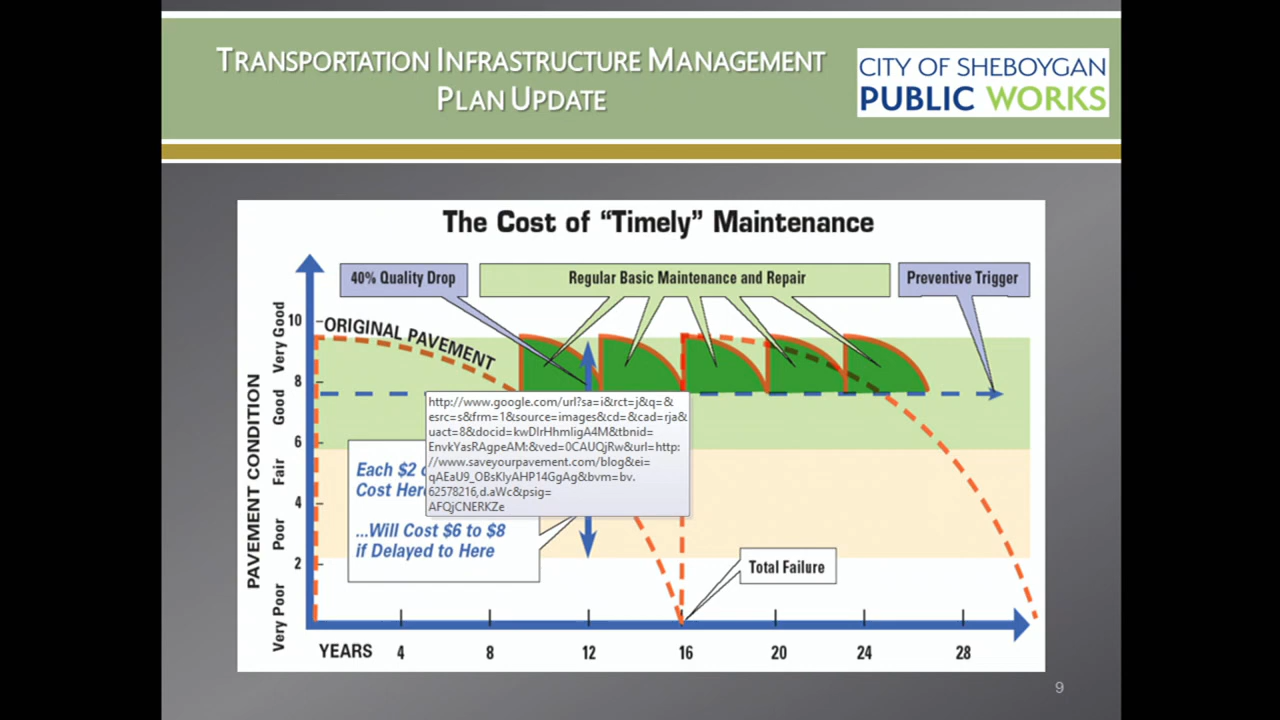 TRANSPORTATION INFRASTRUCTURE MANAGEMENT
PLAN UPDATE
CITY OF SHEBOYGAN
PUBLIC WORKS
The Cost of “Timely” Maintenance
40% Quality Drop
Regular Basic Maintenance and Repair
Preventive Trigger
ORIGINAL PAVEMENT
PAVEMENT CONDITION
Very Good
Good
Fair
Poor
Very Poor
10
8
6
4
2
http://www.google.com/url?sa=i&rct=j&q=&
esrc=s&frm=1&source=images&cd=&cad=rja&
uact=8&docid=kwDlrHhmligA4M&tbnid=
EnvkYasRAgpeAM:&ved=0CAUQjRw&url=http:
//www.saveyourpavement.com/blog&ei=
qAEaU9_OBsKlyAHP14GgAg&bvm=bv.
62578216,d.aWc&psig=
AFQjCNERKZe
Each $2
Cost Her
...Will Cost $6 to $8
if Delayed to Here
Total Failure
YEARS 4 8 12 16 20 24 28
9